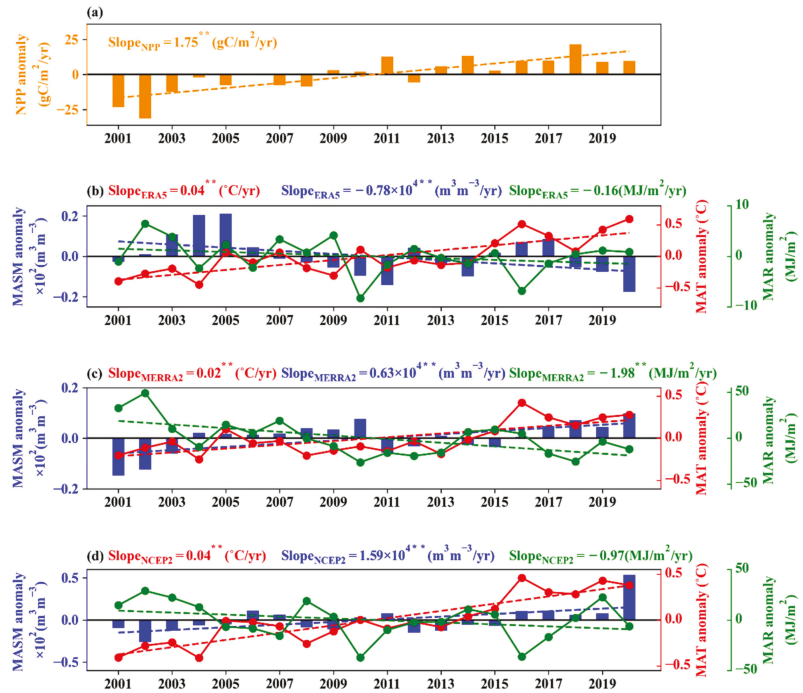 (a)
Slope_NPP = 1.75** (gC/m²/yr)
NPP anomaly
(gC/m²/yr)
25
0
−25
2001 2003 2005 2007 2009 2011 2013 2015 2017 2019
(b) Slope_ERA5 = 0.04** (°C/yr) Slope_ERA5 = −0.78×10⁴** (m³m⁻³/yr) Slope_ERA5 = −0.16(MJ/m²/yr)
MASM anomaly
×10²(m³ m⁻³)
0.2
0.0
−0.2
0.5
0.0
−0.5
MAT anomaly (°C)
10
0
−10
MAR anomaly
(MJ/m²)
2001 2003 2005 2007 2009 2011 2013 2015 2017 2019
(c) Slope_MERRA2 = 0.02** (°C/yr) Slope_MERRA2 = 0.63×10⁴** (m³m⁻³/yr) Slope_MERRA2 = −1.98** (MJ/m²/yr)
MASM anomaly
×10²(m³ m⁻³)
0.2
0.0
−0.2
0.5
0.0
−0.5
MAT anomaly (°C)
50
0
−50
MAR anomaly
(MJ/m²)
2001 2003 2005 2007 2009 2011 2013 2015 2017 2019
(d) Slope_NCEP2 = 0.04** (°C/yr) Slope_NCEP2 = 1.59×10⁴** (m³m⁻³/yr) Slope_NCEP2 = −0.97(MJ/m²/yr)
MASM anomaly
×10²(m³ m⁻³)
0.5
0.0
−0.5
0.5
0.0
−0.5
MAT anomaly (°C)
50
0
−50
MAR anomaly
(MJ/m²)
2001 2003 2005 2007 2009 2011 2013 2015 2017 2019